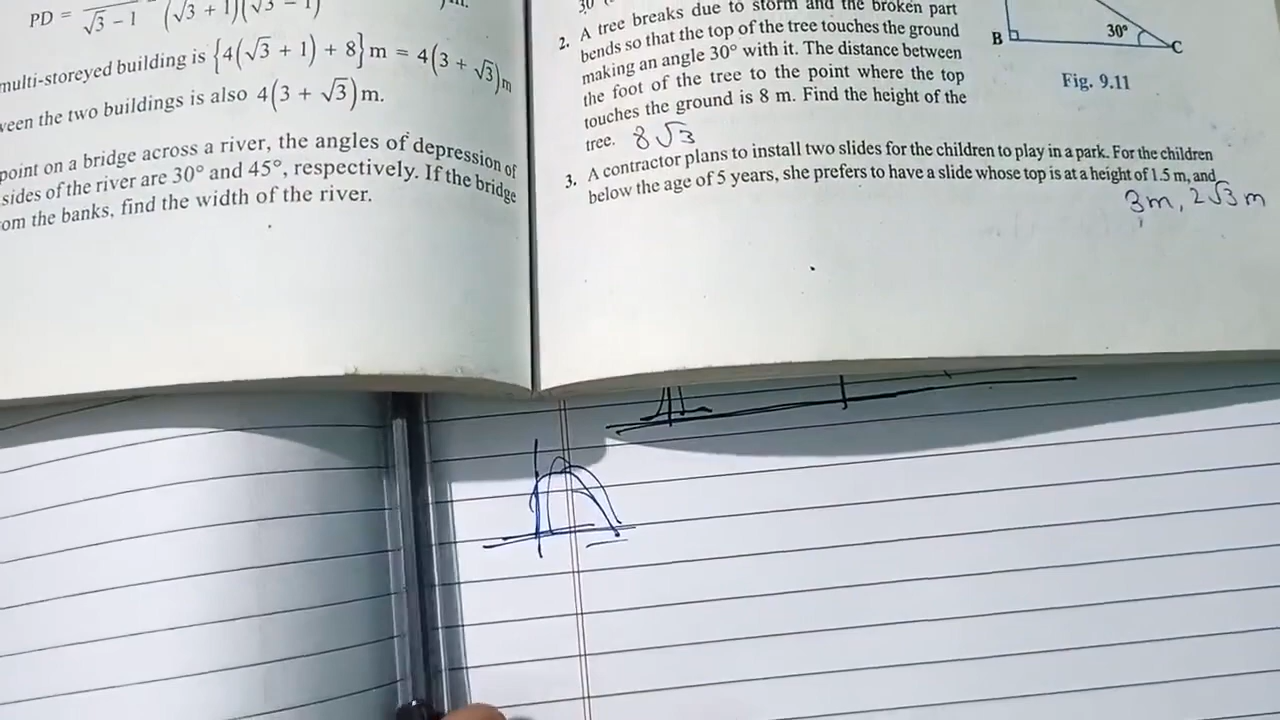 PD = √3 – 1 (√3 + 1)(√3 – 1) m.
multi-storeyed building is {4(√3 + 1) + 8} m = 4(3 + √3) m
the two buildings is also 4(3 + √3) m.
point on a bridge across a river, the angles of depression of
sides of the river are 30° and 45°, respectively. If the bridge
the banks, find the width of the river.
30
2. A tree breaks due to storm and the broken part
bends so that the top of the tree touches the ground
making an angle 30° with it. The distance between
the foot of the tree to the point where the top
touches the ground is 8 m. Find the height of the
tree. 8√3
B 30° C
Fig. 9.11
3. A contractor plans to install two slides for the children to play in a park. For the children
below the age of 5 years, she prefers to have a slide whose top is at a height of 1.5 m, and
3m, 2√3 m